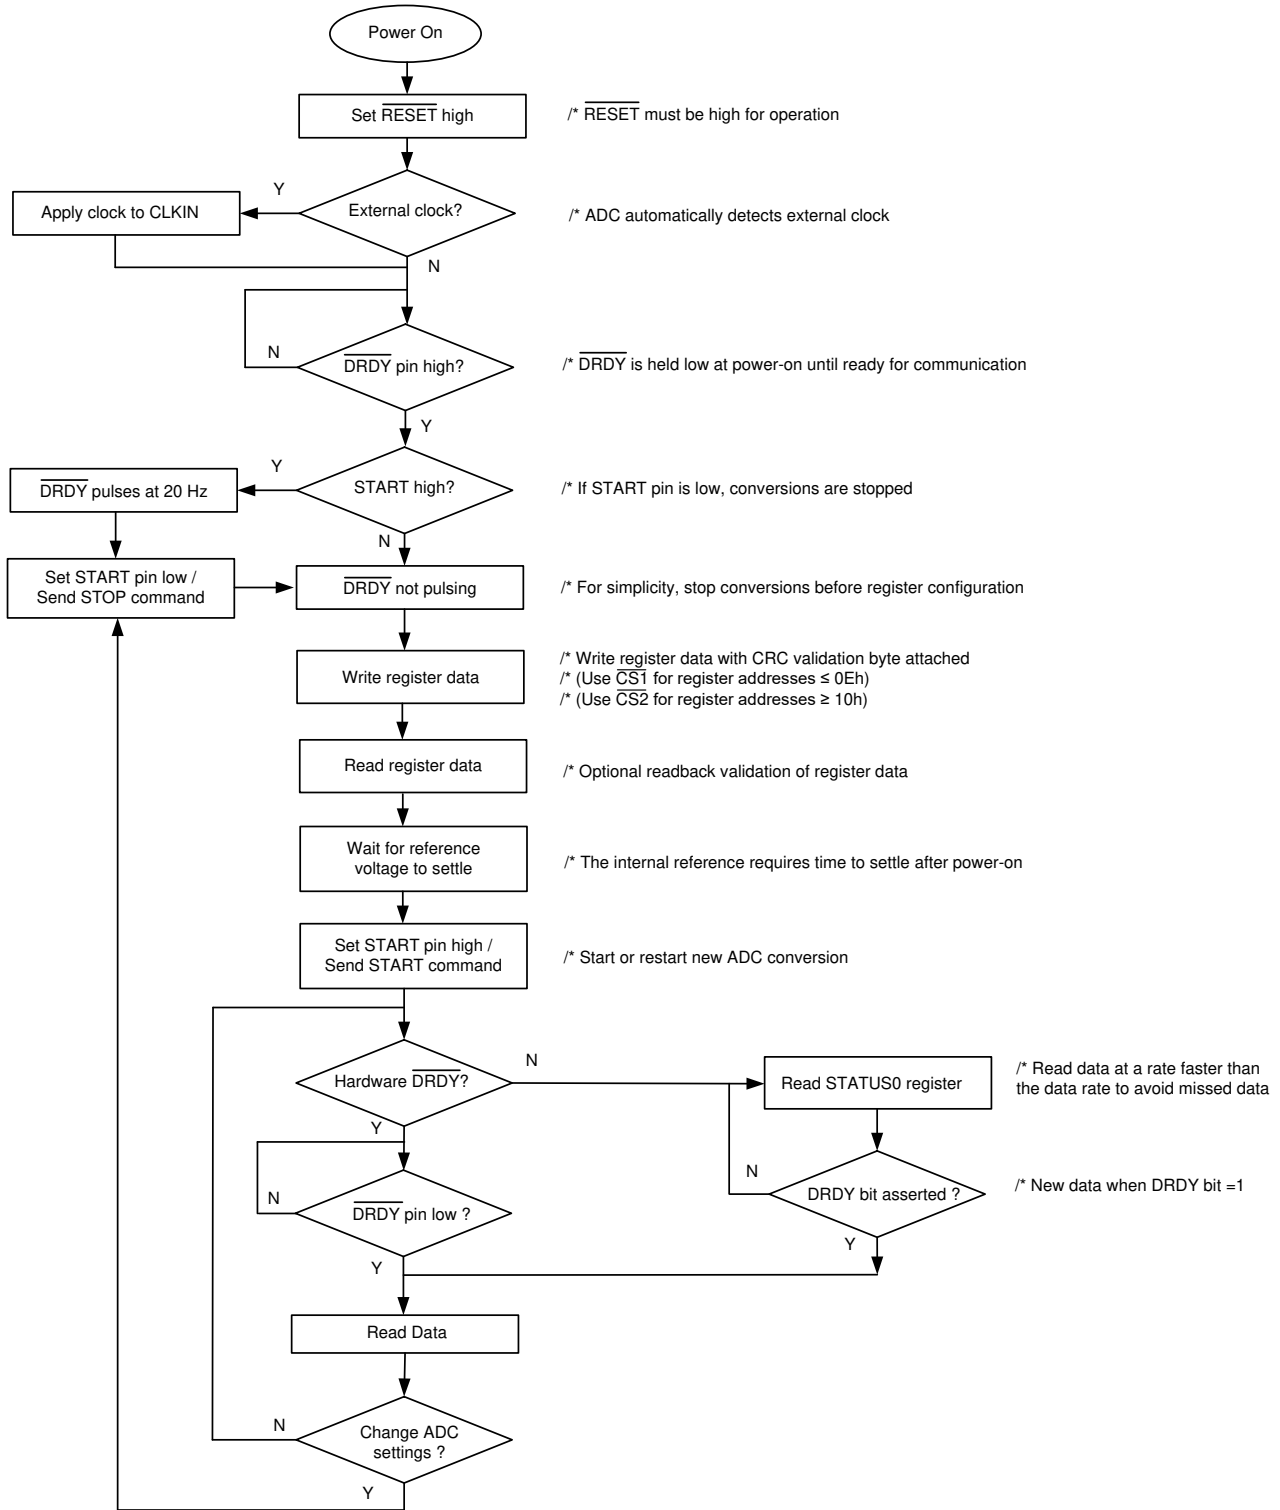 Power On
Set RESET high
/* RESET must be high for operation
Y
Apply clock to CLKIN
External clock?
/* ADC automatically detects external clock
N
N
DRDY pin high?
/* DRDY is held low at power-on until ready for communication
Y
Y
DRDY pulses at 20 Hz
START high?
/* If START pin is low, conversions are stopped
N
Set START pin low /
Send STOP command
DRDY not pulsing
/* For simplicity, stop conversions before register configuration
Write register data
/* Write register data with CRC validation byte attached
/* (Use CS1 for register addresses ≤ 0Eh)
/* (Use CS2 for register addresses ≥ 10h)
Read register data
/* Optional readback validation of register data
Wait for reference
voltage to settle
/* The internal reference requires time to settle after power-on
Set START pin high /
Send START command
/* Start or restart new ADC conversion
Hardware DRDY?
N
Read STATUS0 register
/* Read data at a rate faster than
the data rate to avoid missed data
Y
N
DRDY pin low ?
N
DRDY bit asserted ?
/* New data when DRDY bit =1
Y
Y
Read Data
N
Change ADC
settings ?
Y